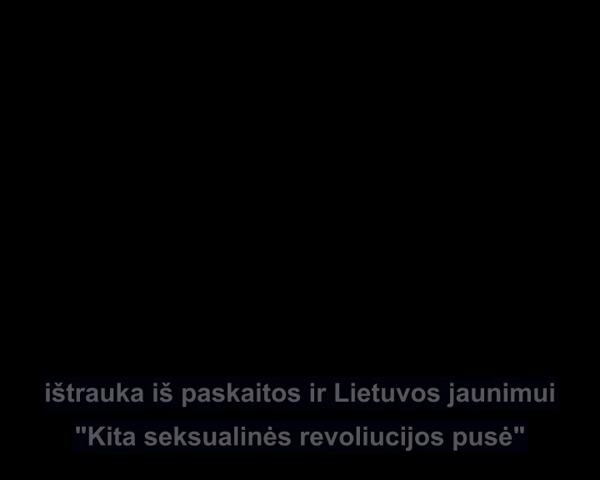 ištrauka iš paskaitos ir Lietuvos jaunimui
"Kita seksualinės revoliucijos pusė"